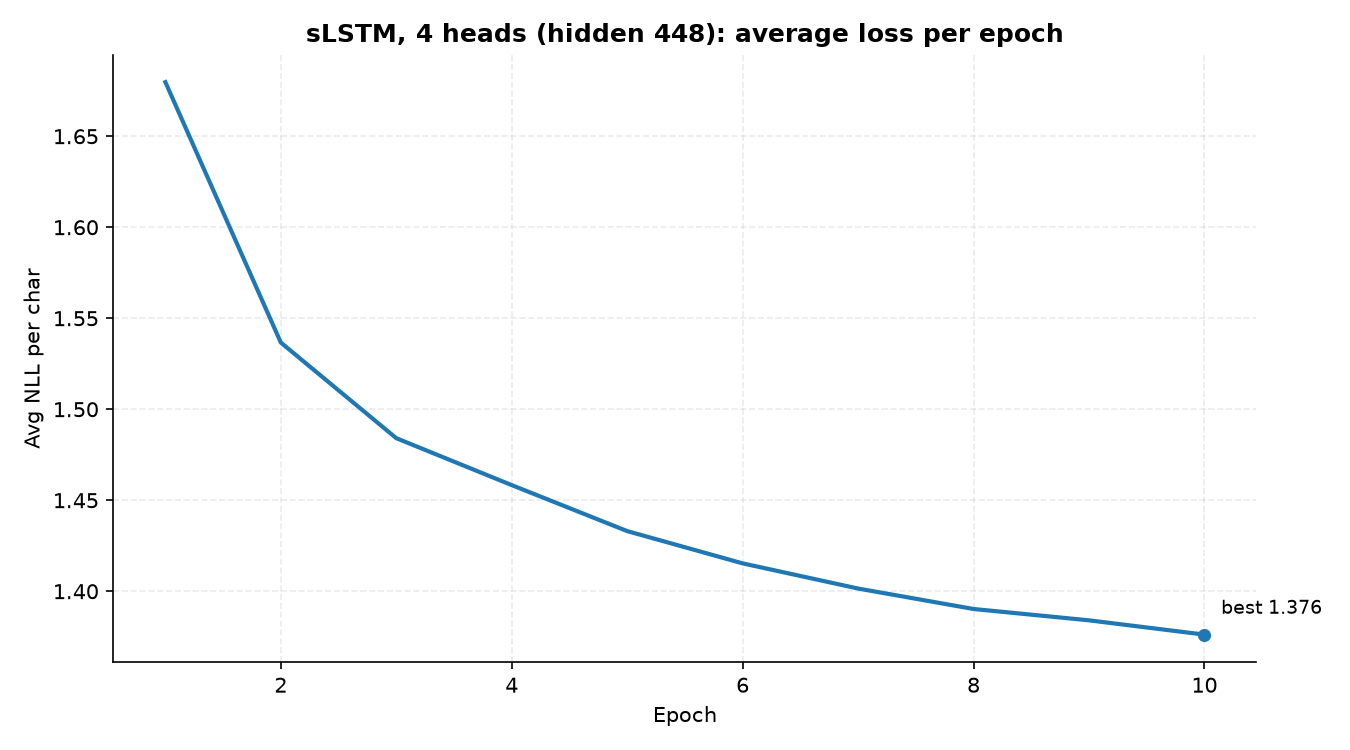 sLSTM, 4 heads (hidden 448): average loss per epoch
Avg NLL per char
1.65
1.60
1.55
1.50
1.45
1.40
best 1.376
2
4
6
8
10
Epoch